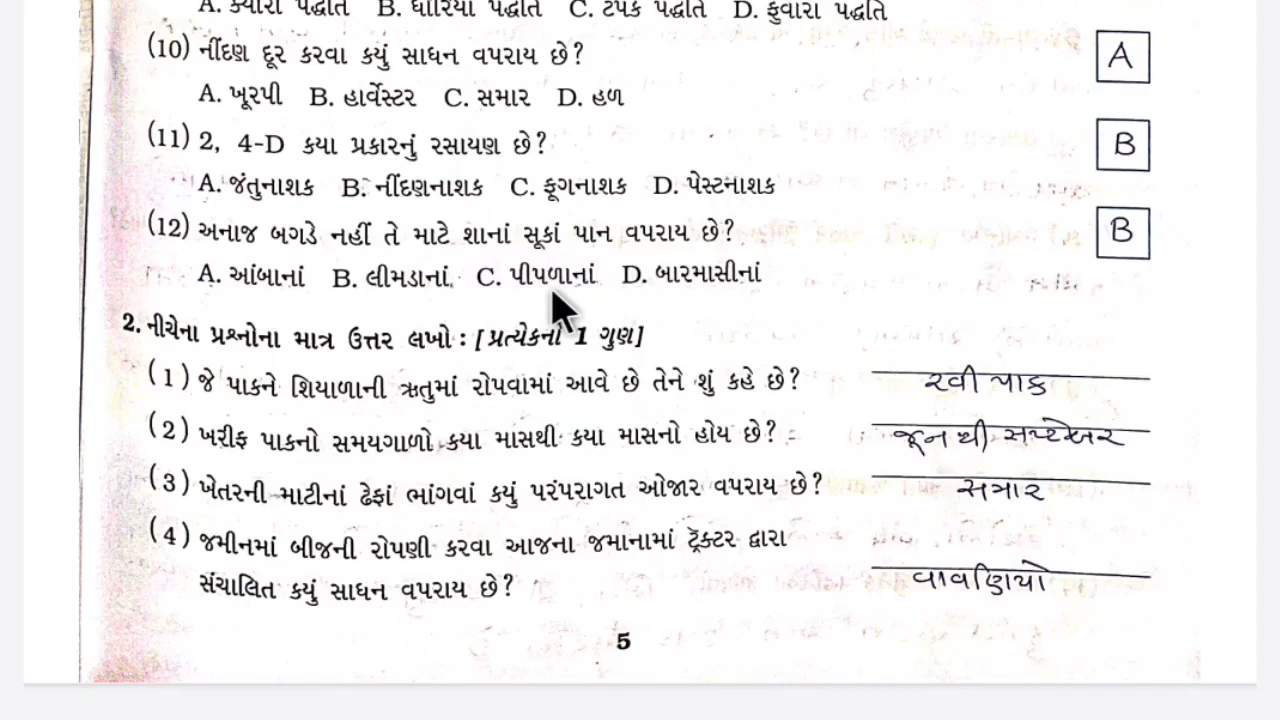 A. ક્યારા પદ્ધતિ B. ધોરિયા પદ્ધતિ C. ટપક પદ્ધતિ D. ફુવારા પદ્ધતિ
(10) નીંદણ દૂર કરવા કયું સાધન વપરાય છે? A
A. ખૂરપી B. હાર્વેસ્ટર C. સમાર D. હળ
(11) 2, 4-D કયા પ્રકારનું રસાયણ છે? B
A. જંતુનાશક B. નીંદણનાશક C. ફૂગનાશક D. પેસ્ટનાશક
(12) અનાજ બગડે નહીં તે માટે શાનાં સૂકાં પાન વપરાય છે? B
A. આંબાનાં B. લીમડાનાં C. પીપળાનાં D. બારમાસીનાં
2. નીચેના પ્રશ્નોના માત્ર ઉત્તર લખો : [પ્રત્યેકનો 1 ગુણ]
(1) જે પાકને શિયાળાની ઋતુમાં રોપવામાં આવે છે તેને શું કહે છે? રવી પાક
(2) ખરીફ પાકનો સમયગાળો કયા માસથી કયા માસનો હોય છે? જૂન થી સપ્ટેમ્બર
(3) ખેતરની માટીનાં ઢેફાં ભાંગવાં કયું પરંપરાગત ઓજાર વપરાય છે? સમાર
(4) જમીનમાં બીજની રોપણી કરવા આજના જમાનામાં ટ્રૅક્ટર દ્વારા
સંચાલિત કયું સાધન વપરાય છે? વાવણિયો
5